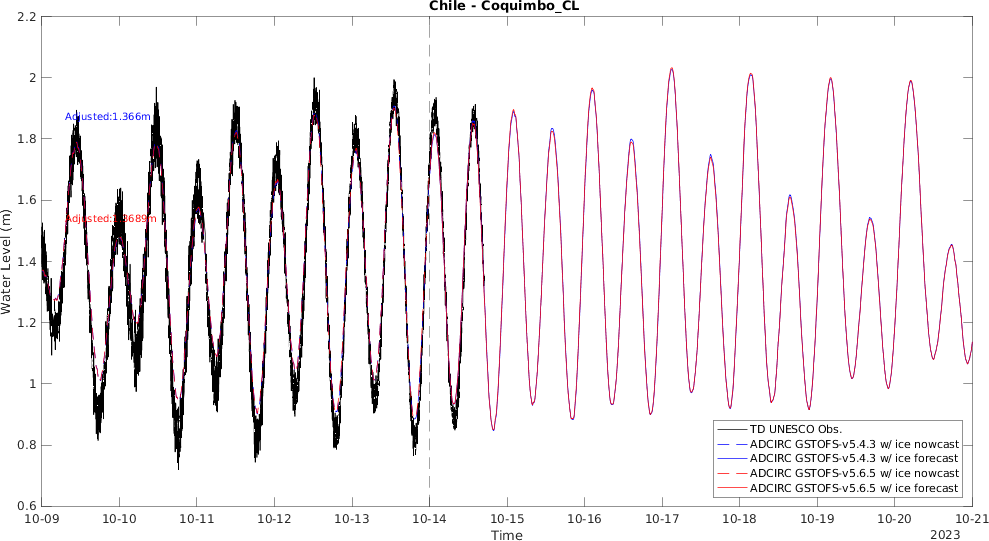 Chile - Coquimbo_CL
2.2
2
1.8
1.6
1.4
1.2
1
0.8
0.6
Water Level (m)
Adjusted:1.366m
Adjusted:1.3689m
TD UNESCO Obs.
ADCIRC GSTOFS-v5.4.3 w/ ice nowcast
ADCIRC GSTOFS-v5.4.3 w/ ice forecast
ADCIRC GSTOFS-v5.6.5 w/ ice nowcast
ADCIRC GSTOFS-v5.6.5 w/ ice forecast
10-09 10-10 10-11 10-12 10-13 10-14 10-15 10-16 10-17 10-18 10-19 10-20 10-21
Time
2023